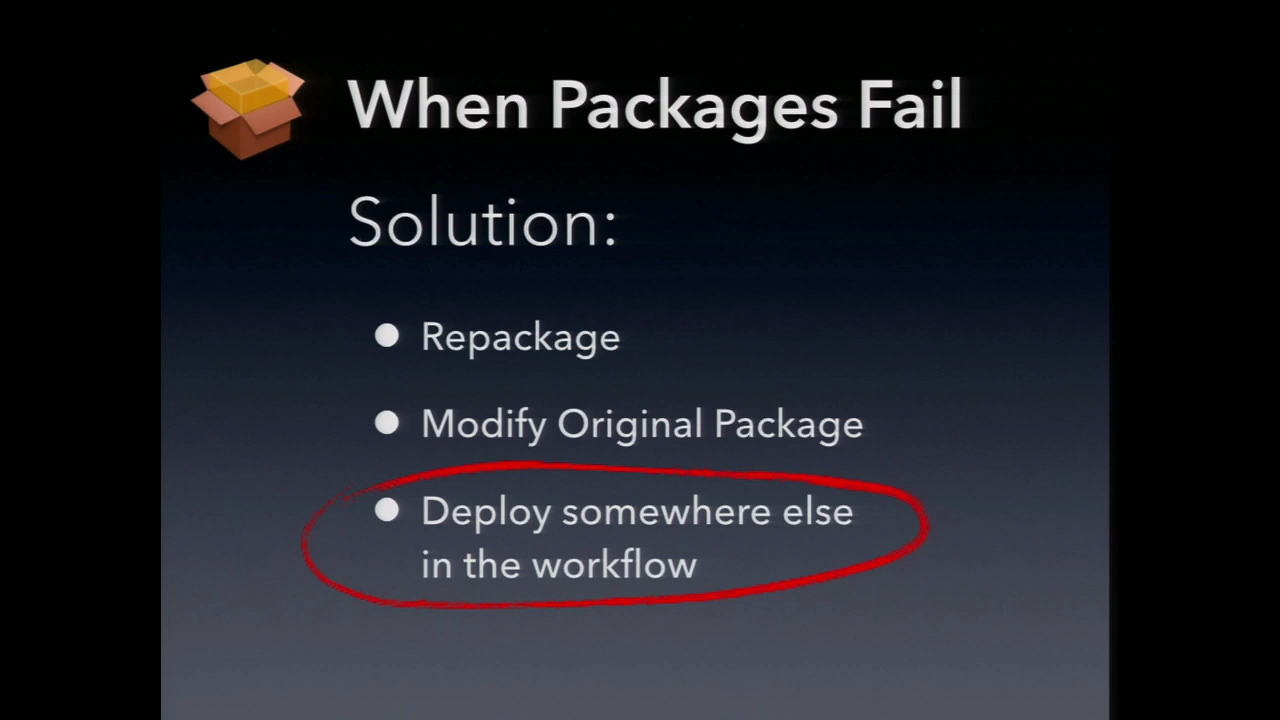 When Packages Fail
Solution:
Repackage
Modify Original Package
Deploy somewhere else
in the workflow